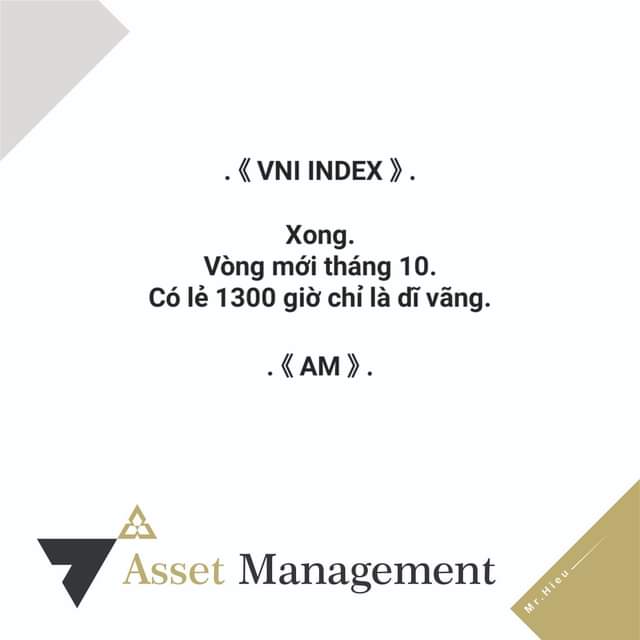 .《 VNI INDEX 》.
Xong.
Vòng mới tháng 10.
Có lẻ 1300 giờ chỉ là dĩ vãng.
.《 AM 》.
Asset Management
Mr.Hieu